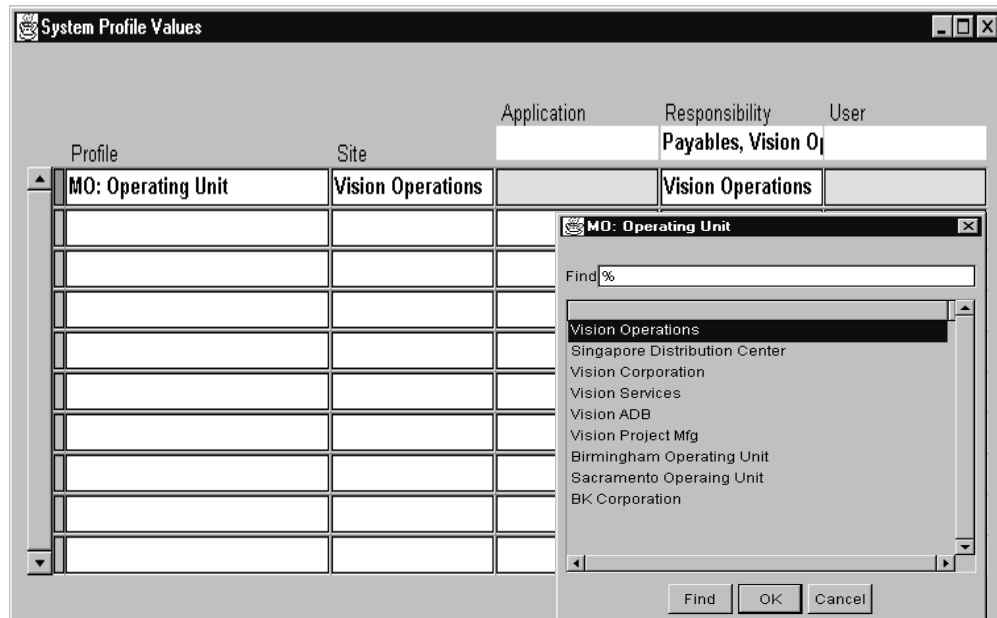 System Profile Values
Application Responsibility User
Profile Site Payables, Vision O
MO: Operating Unit Vision Operations Vision Operations
MO: Operating Unit
Find %
Vision Operations
Singapore Distribution Center
Vision Corporation
Vision Services
Vision ADB
Vision Project Mfg
Birmingham Operating Unit
Sacramento Operaing Unit
BK Corporation
Find OK Cancel